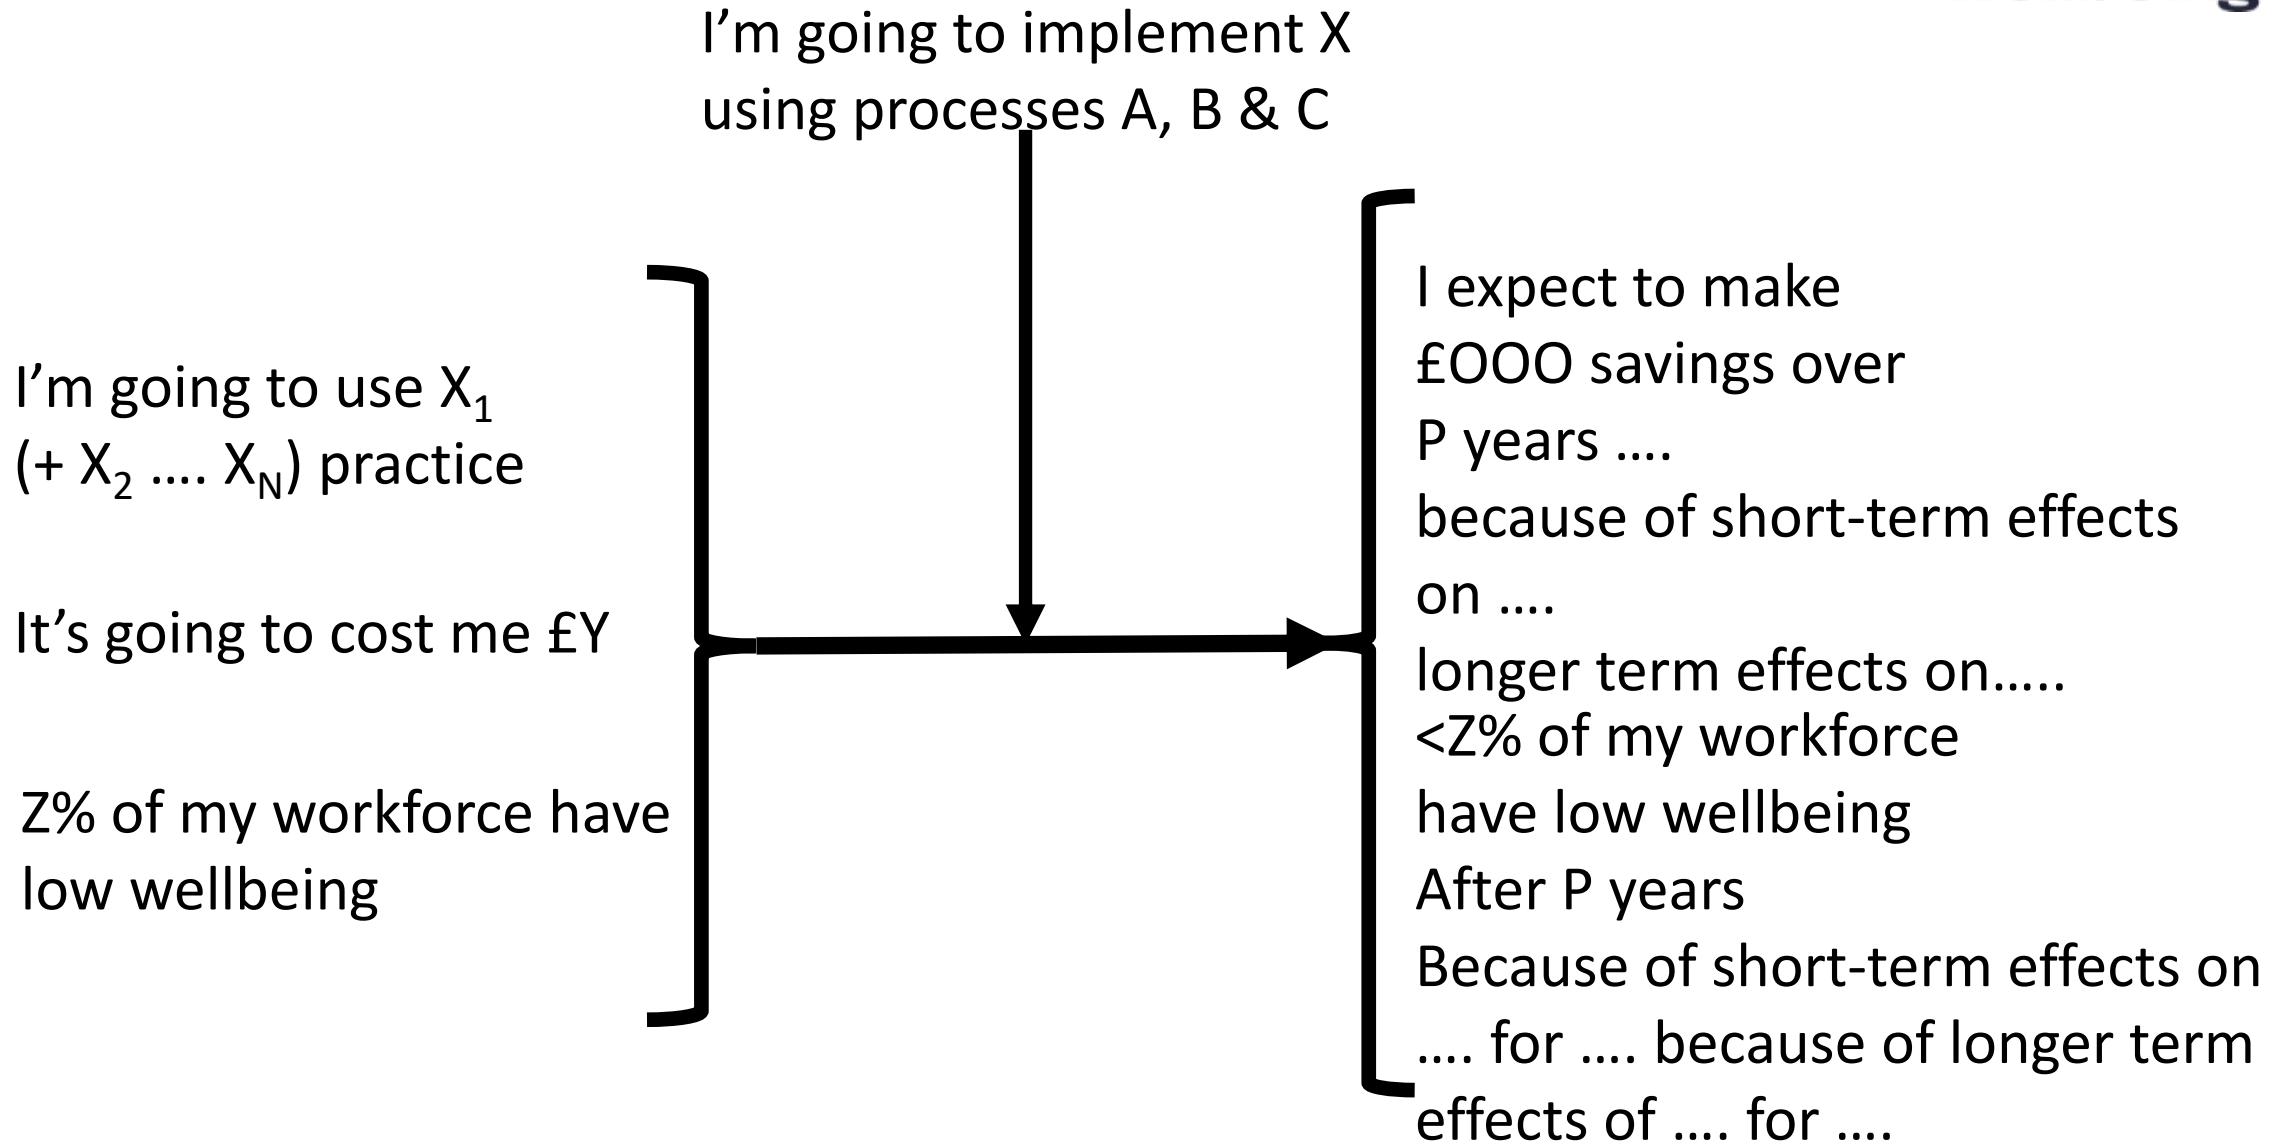 I’m going to implement X
using processes A, B & C
I’m going to use X₁
(+ X₂ .... X_N) practice
It’s going to cost me £Y
Z% of my workforce have
low wellbeing
I expect to make
£OOO savings over
P years ....
because of short-term effects
on ....
longer term effects on.....
<Z% of my workforce
have low wellbeing
After P years
Because of short-term effects on
.... for .... because of longer term
effects of .... for ....